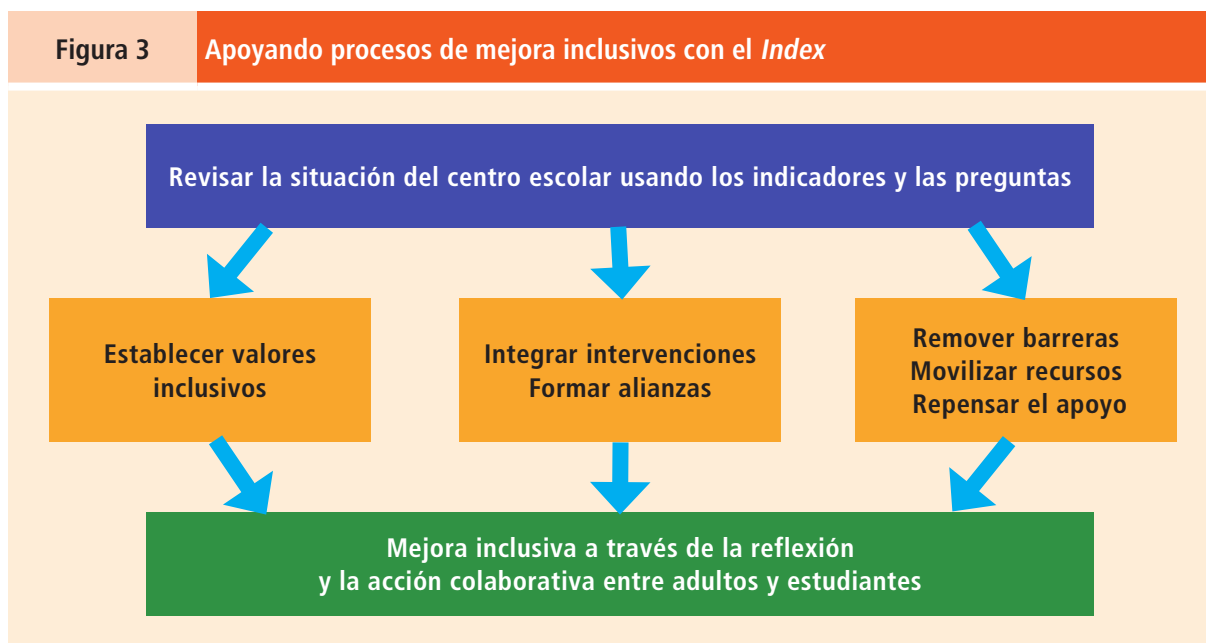 Figura 3
Apoyando procesos de mejora inclusivos con el Index
Revisar la situación del centro escolar usando los indicadores y las preguntas
Establecer valores
inclusivos
Integrar intervenciones
Formar alianzas
Remover barreras
Movilizar recursos
Repensar el apoyo
Mejora inclusiva a través de la reflexión
y la acción colaborativa entre adultos y estudiantes